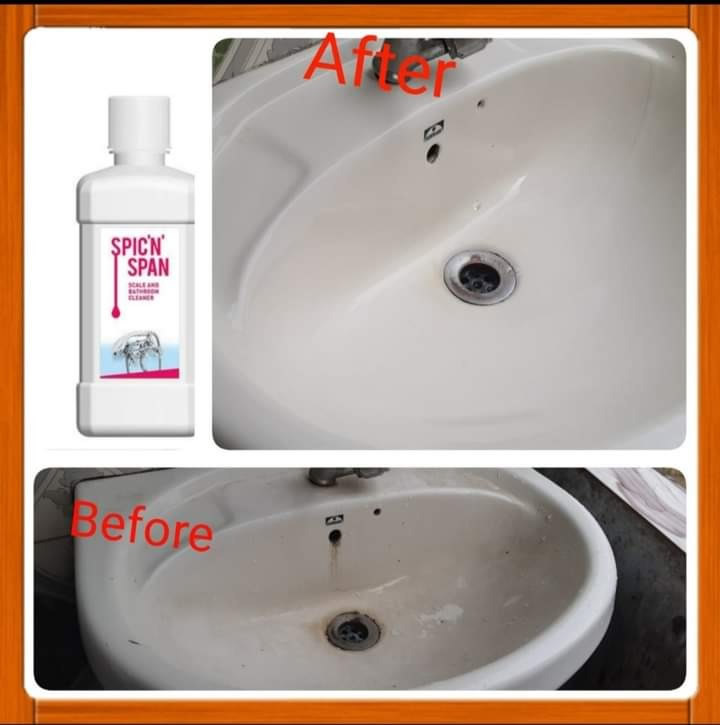 After
SPIC'N'
SPAN
SCALE AND
BATHROOM
CLEANER
Before